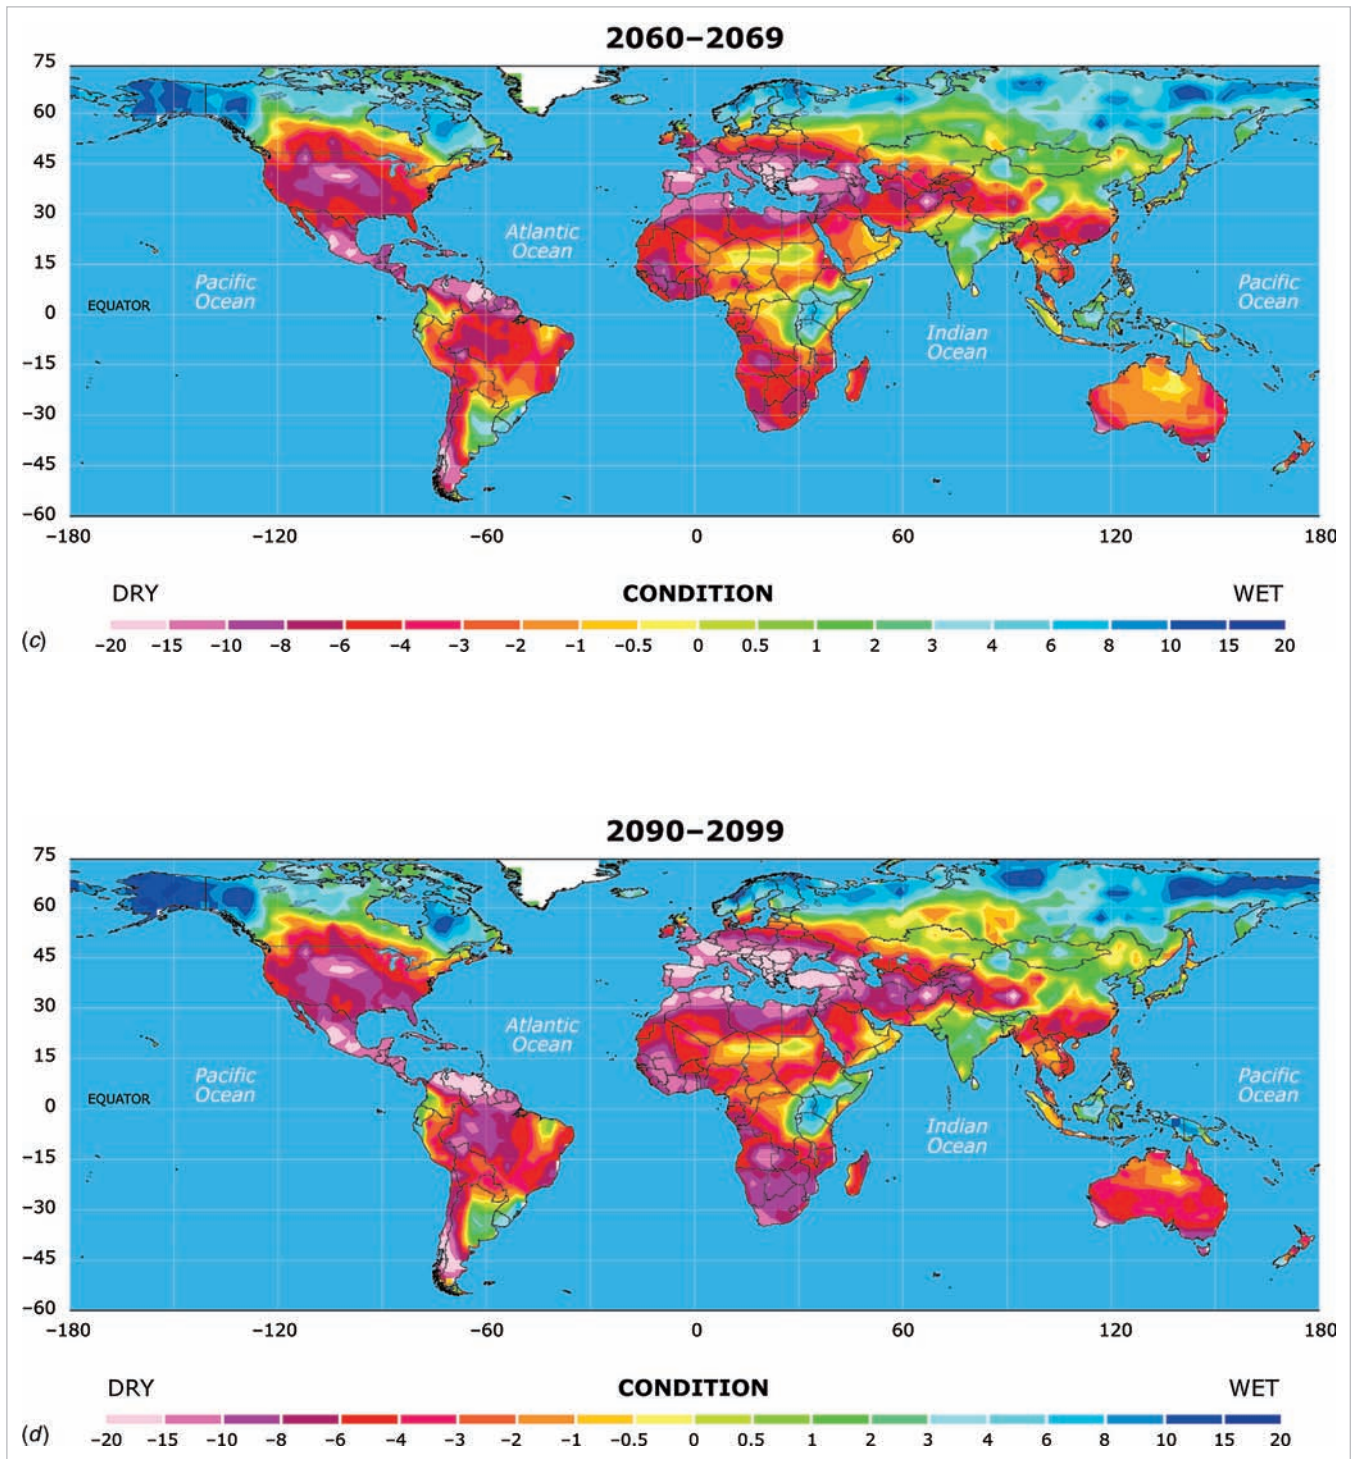 2060–2069
75
60
45
30
15
0
–15
–30
–45
–60
EQUATOR
Pacific
Ocean
Atlantic
Ocean
Indian
Ocean
Pacific
Ocean
–180 –120 –60 0 60 120 180
DRY CONDITION WET
(c) –20 –15 –10 –8 –6 –4 –3 –2 –1 –0.5 0 0.5 1 2 3 4 6 8 10 15 20
2090–2099
75
60
45
30
15
0
–15
–30
–45
–60
EQUATOR
Pacific
Ocean
Atlantic
Ocean
Indian
Ocean
Pacific
Ocean
–180 –120 –60 0 60 120 180
DRY CONDITION WET
(d) –20 –15 –10 –8 –6 –4 –3 –2 –1 –0.5 0 0.5 1 2 3 4 6 8 10 15 20